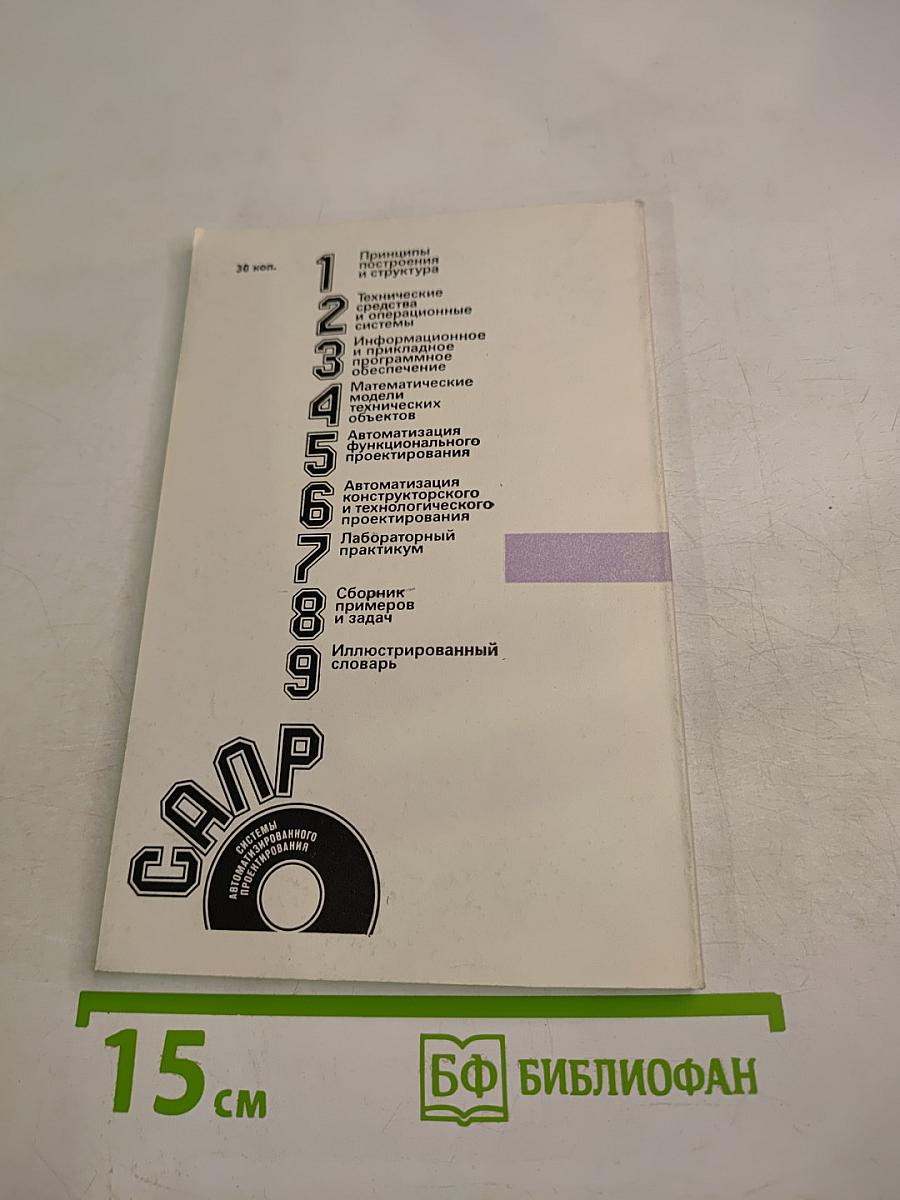 30 коп.
1
Принципы
построения
и структура
2
Технические
средства
и операционные
системы
3
Информационное
и прикладное
программное
обеспечение
4
Математические
модели
технических
объектов
5
Автоматизация
функционального
проектирования
6
Автоматизация
конструкторского
и технологического
проектирования
7
Лабораторный
практикум
8
Сборник
примеров
и задач
9
Иллюстрированный
словарь
САПР
СИСТЕМЫ
АВТОМАТИЗИРОВАННОГО
ПРОЕКТИРОВАНИЯ
15 см
БФ БИБЛИОФАН